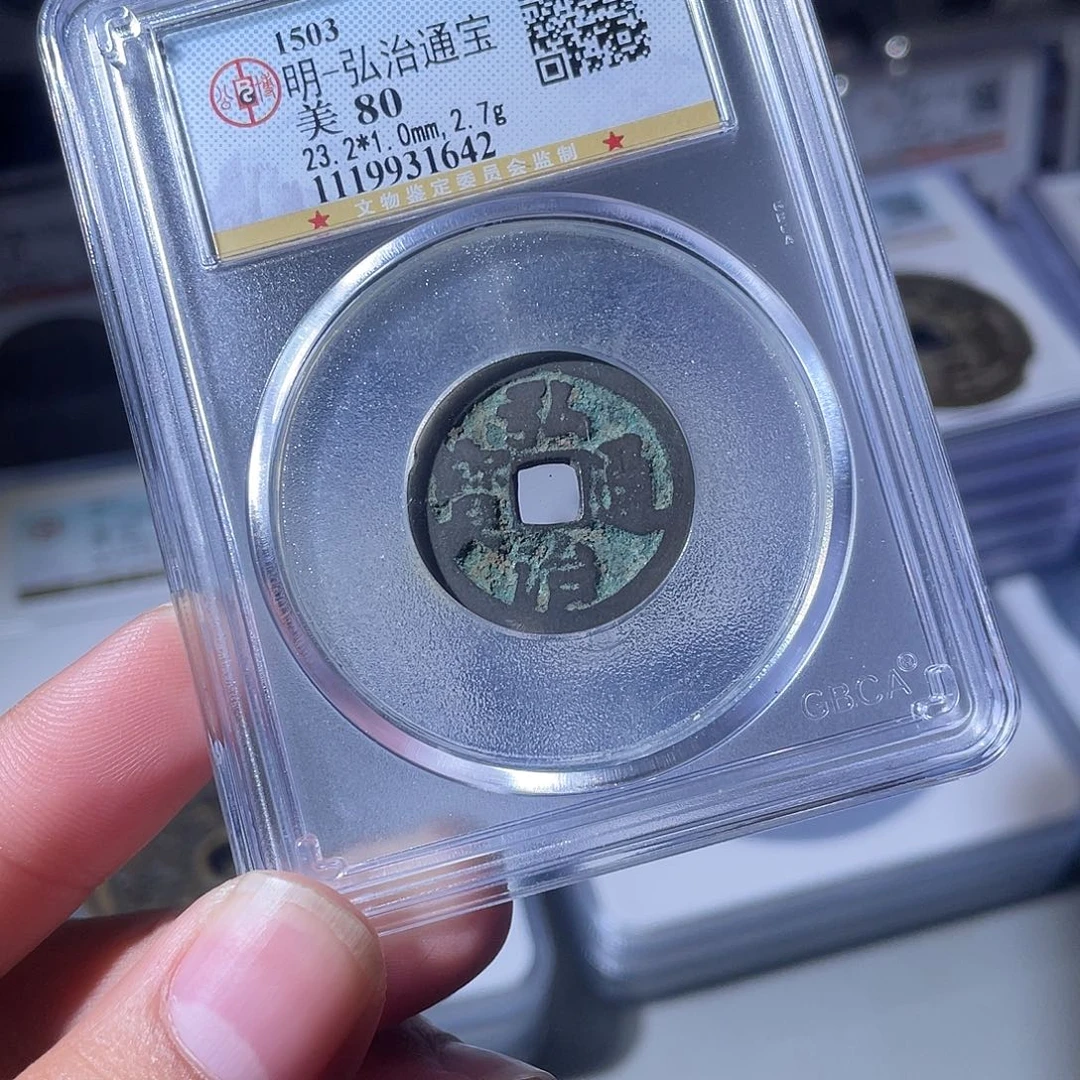 1503
明-弘治通宝
美 80
23.2*1.0mm,2.7g
1119931642
★ 文物鉴定委员会监制 ★
弘治通寳
GBCA®